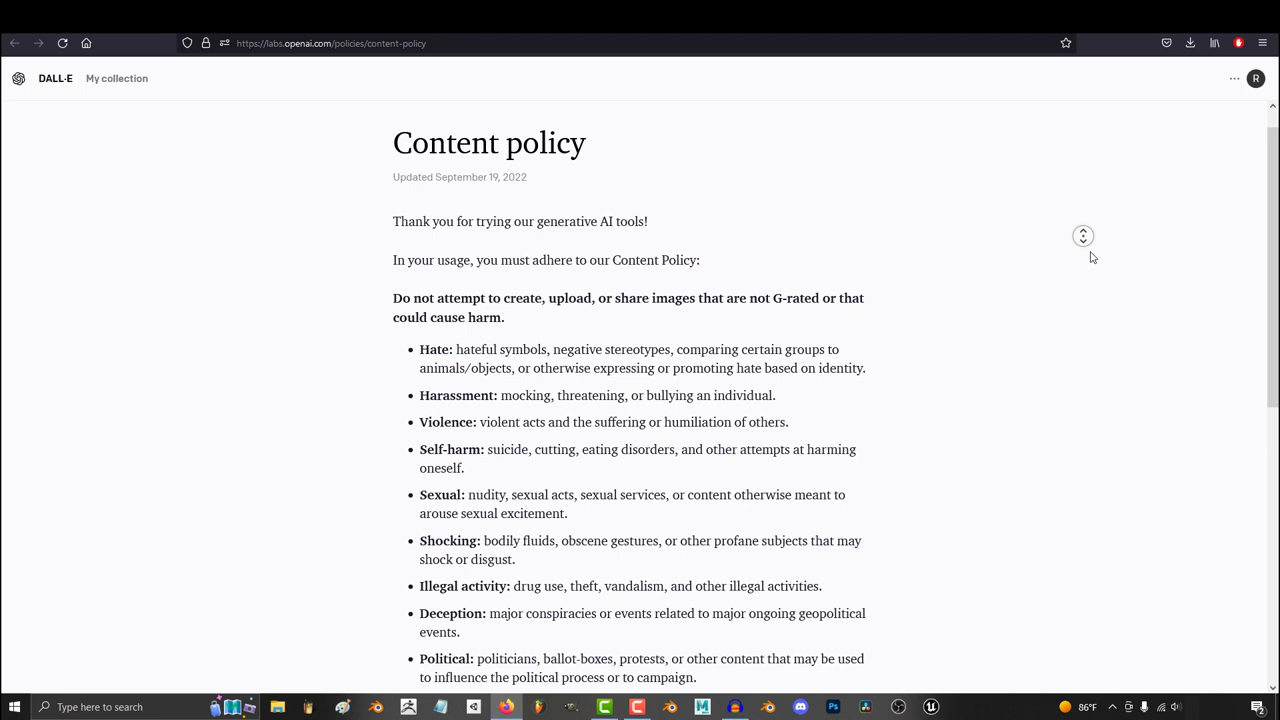 https://labs.openai.com/policies/content-policy
DALL·E My collection
R
Content policy
Updated September 19, 2022
Thank you for trying our generative AI tools!
In your usage, you must adhere to our Content Policy:
Do not attempt to create, upload, or share images that are not G-rated or that
could cause harm.
• Hate: hateful symbols, negative stereotypes, comparing certain groups to
animals/objects, or otherwise expressing or promoting hate based on identity.
• Harassment: mocking, threatening, or bullying an individual.
• Violence: violent acts and the suffering or humiliation of others.
• Self-harm: suicide, cutting, eating disorders, and other attempts at harming
oneself.
• Sexual: nudity, sexual acts, sexual services, or content otherwise meant to
arouse sexual excitement.
• Shocking: bodily fluids, obscene gestures, or other profane subjects that may
shock or disgust.
• Illegal activity: drug use, theft, vandalism, and other illegal activities.
• Deception: major conspiracies or events related to major ongoing geopolitical
events.
• Political: politicians, ballot-boxes, protests, or other content that may be used
to influence the political process or to campaign.
Type here to search
86°F